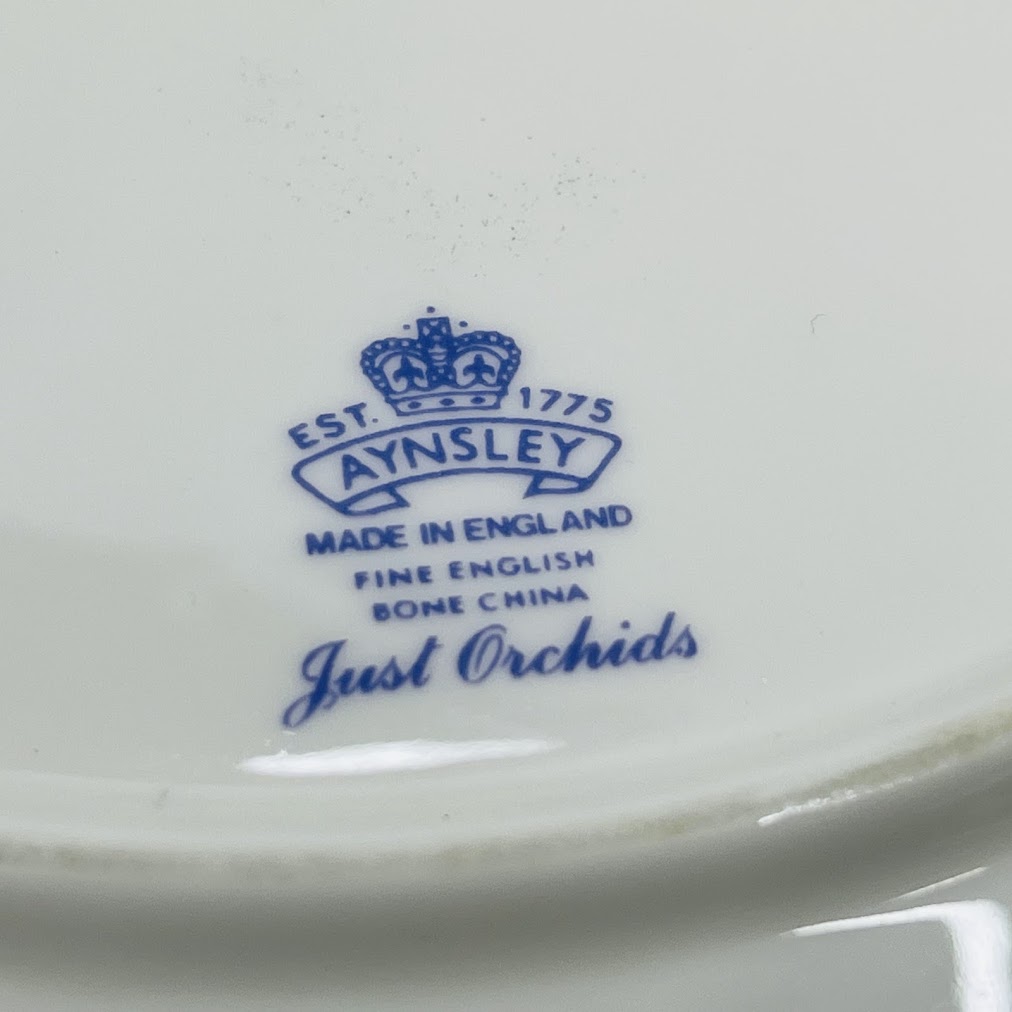 EST. 1775
AYNSLEY
MADE IN ENGLAND
FINE ENGLISH
BONE CHINA
Just Orchids